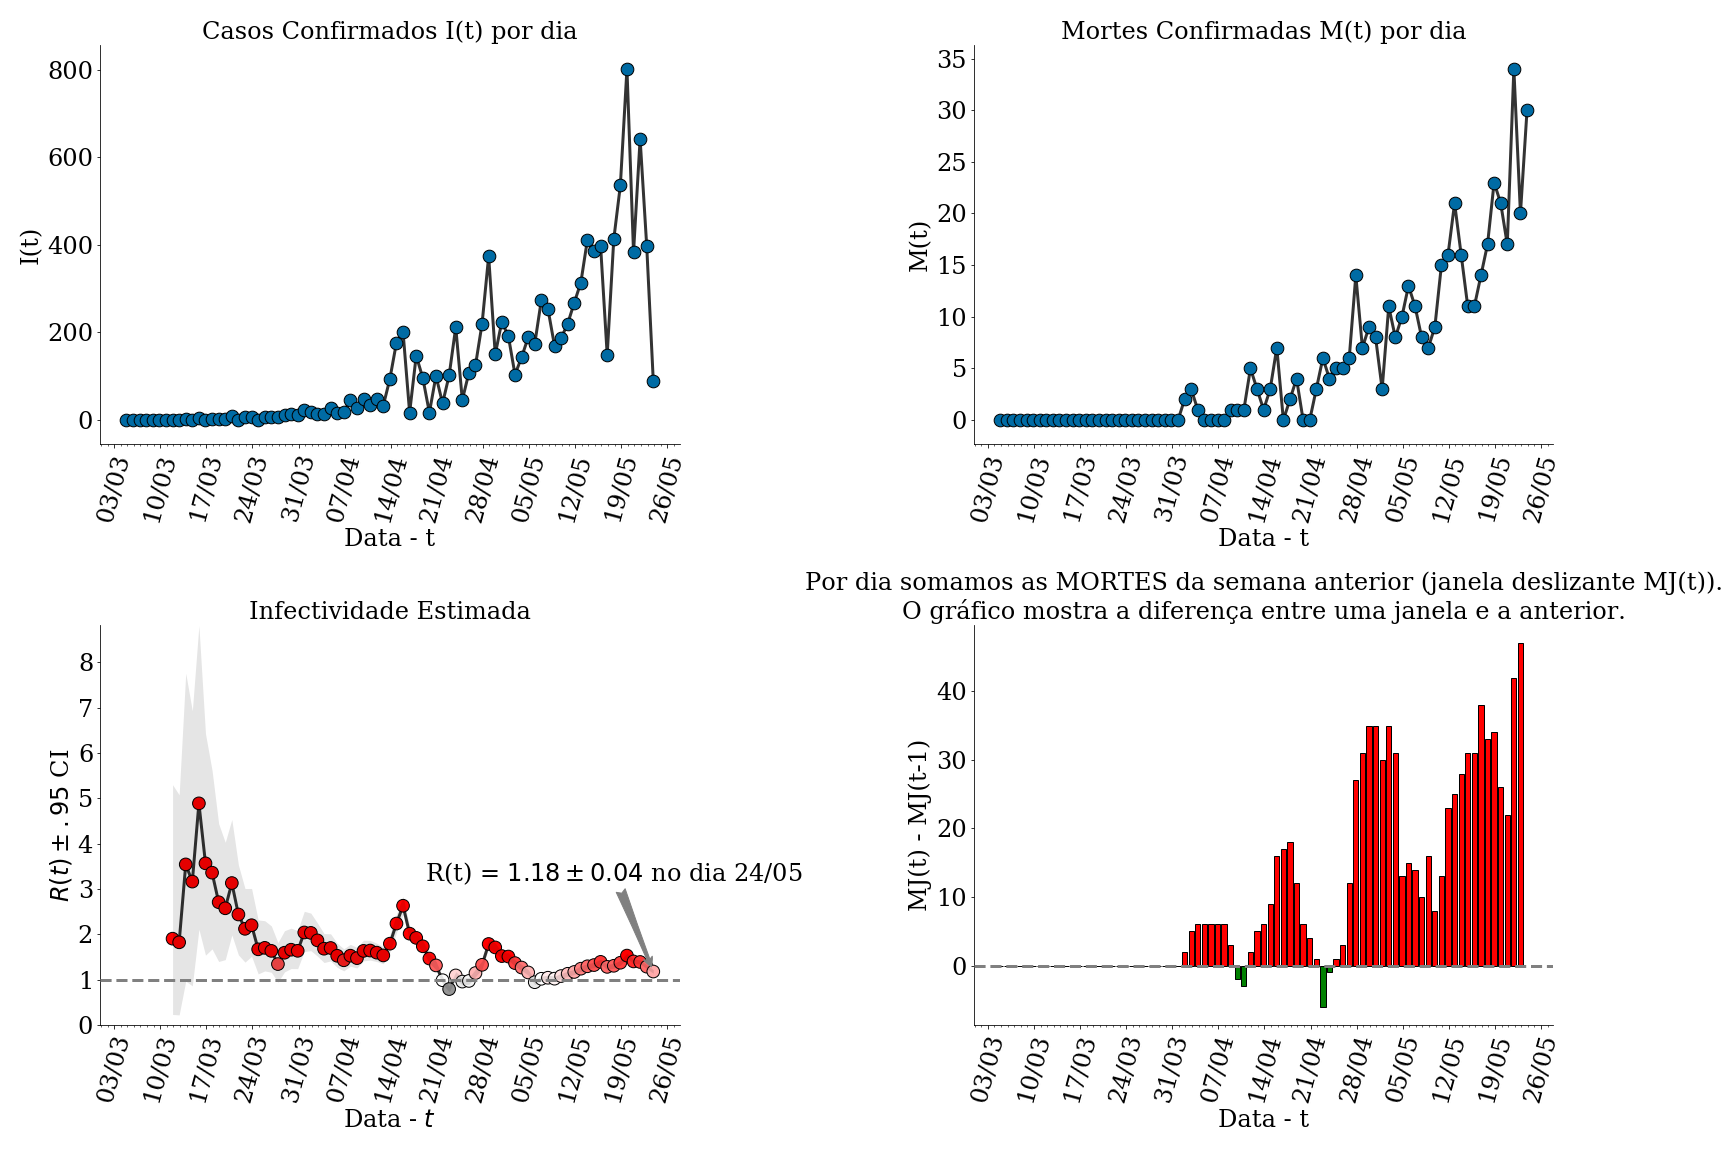 Casos Confirmados I(t) por dia
800
600
400
200
0
I(t)
03/03 10/03 17/03 24/03 31/03 07/04 14/04 21/04 28/04 05/05 12/05 19/05 26/05
Data - t
Mortes Confirmadas M(t) por dia
35
30
25
20
15
10
5
0
M(t)
03/03 10/03 17/03 24/03 31/03 07/04 14/04 21/04 28/04 05/05 12/05 19/05 26/05
Data - t
Infectividade Estimada
8
7
6
5
4
3
2
1
0
R(t) ± .95 CI
R(t) = 1.18 ± 0.04 no dia 24/05
03/03 10/03 17/03 24/03 31/03 07/04 14/04 21/04 28/04 05/05 12/05 19/05 26/05
Data - t
Por dia somamos as MORTES da semana anterior (janela deslizante MJ(t)).
O gráfico mostra a diferença entre uma janela e a anterior.
40
30
20
10
0
MJ(t) - MJ(t-1)
03/03 10/03 17/03 24/03 31/03 07/04 14/04 21/04 28/04 05/05 12/05 19/05 26/05
Data - t